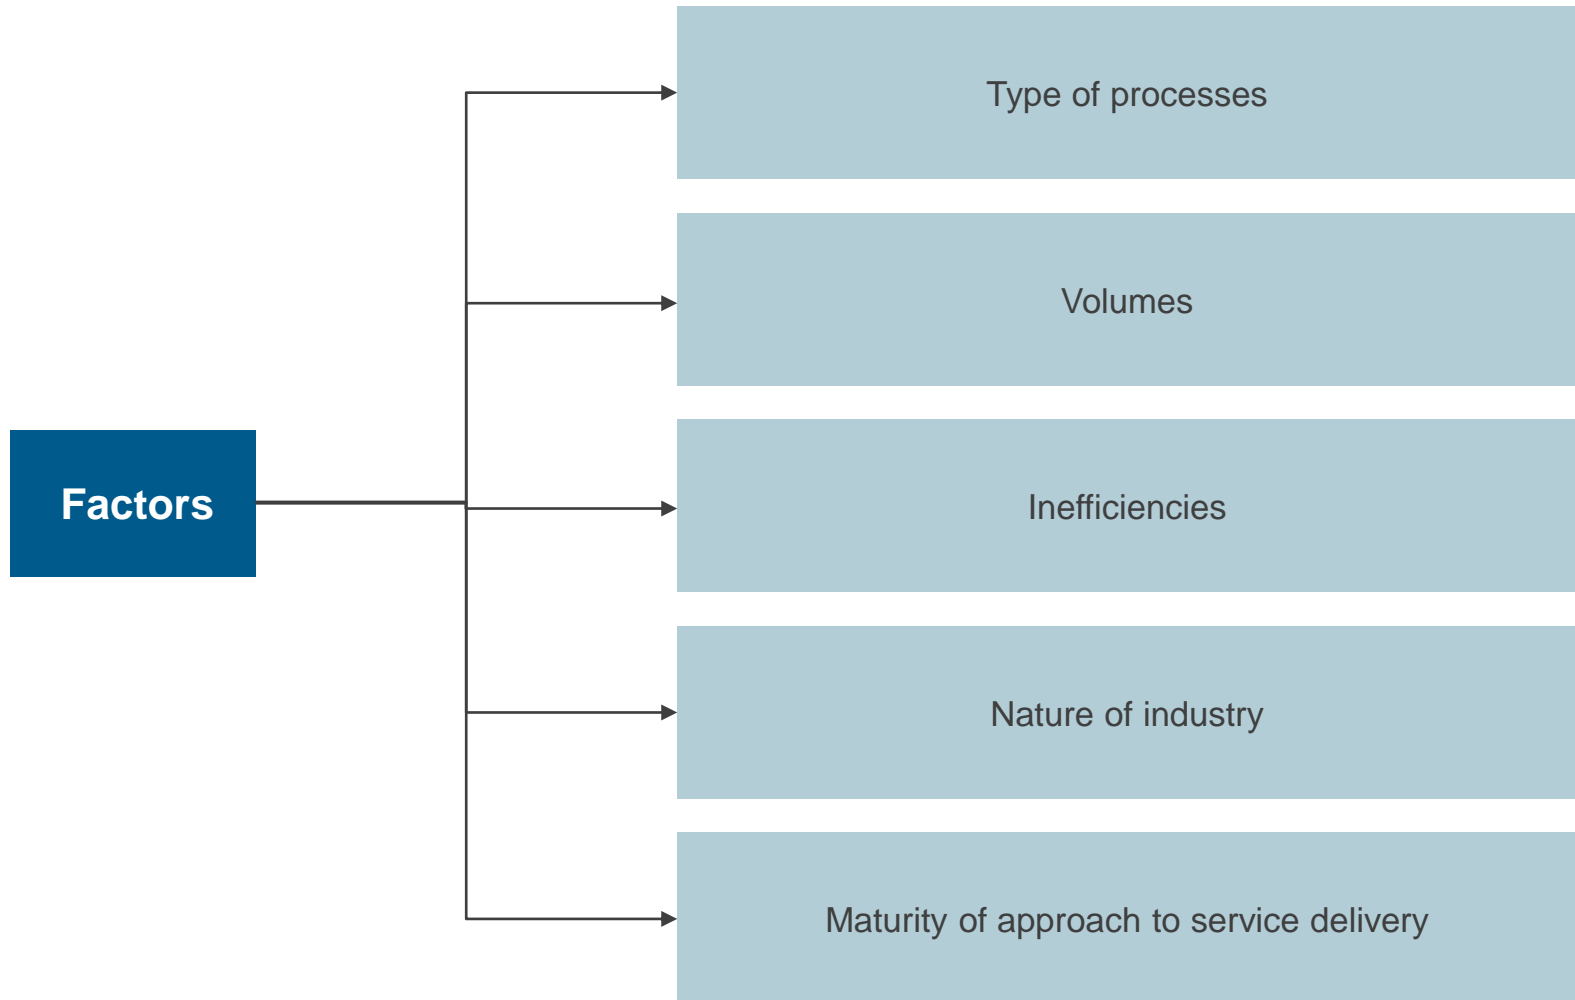 Type of processes
Volumes
Factors
Inefficiencies
Nature of industry
Maturity of approach to service delivery